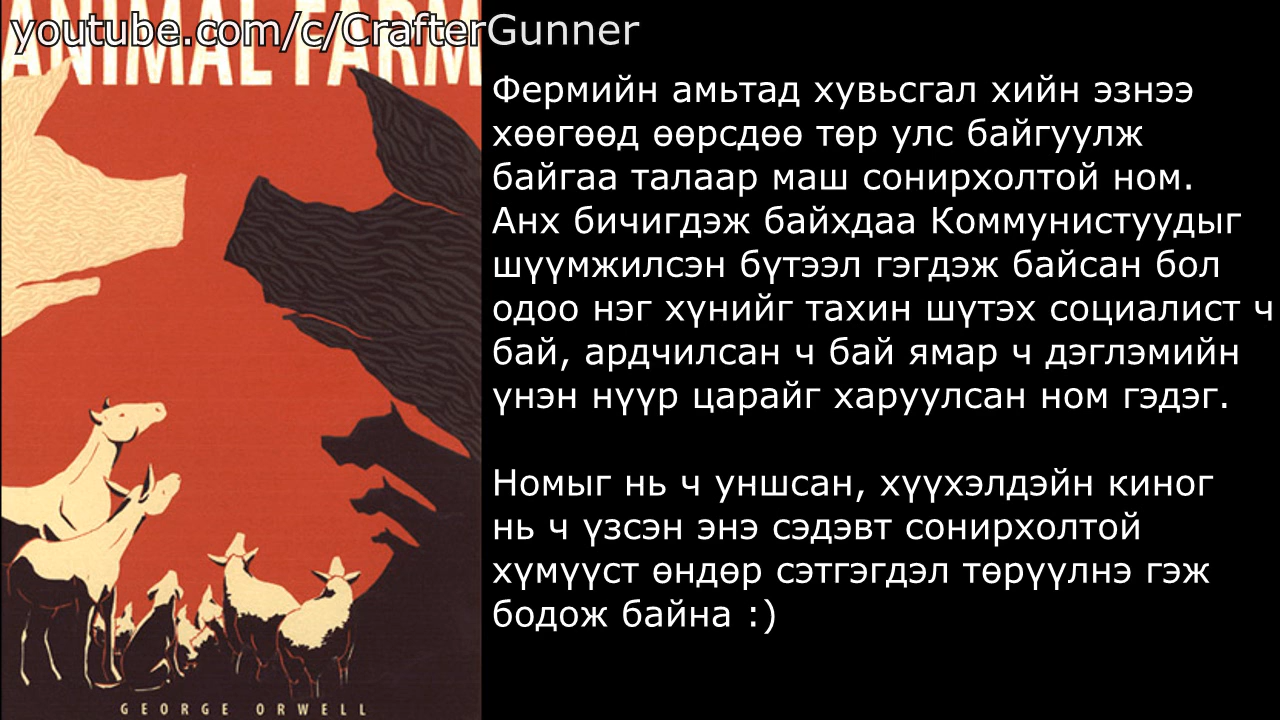 youtube.com/c/CrafterGunner
ANIMAL FARM
Фермийн амьтад хувьсгал хийн эзнээ
хөөгөөд өөрсдөө төр улс байгуулж
байгаа талаар маш сонирхолтой ном.
Анх бичигдэж байхдаа Коммунистуудыг
шүүмжилсэн бүтээл гэгдэж байсан бол
одоо нэг хүнийг тахин шүтэх социалист ч
бай, ардчилсан ч бай ямар ч дэглэмийн
үнэн нүүр царайг харуулсан ном гэдэг.
Номыг нь ч уншсан, хүүхэлдэйн киног
нь ч үзсэн энэ сэдэвт сонирхолтой
хүмүүст өндөр сэтгэгдэл төрүүлнэ гэж
бодож байна :)
GEORGE ORWELL